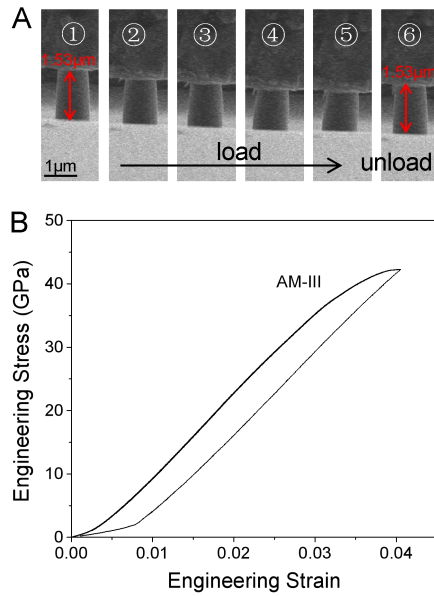 A
① ② ③ ④ ⑤ ⑥
1.53μm 1.53μm
1μm load unload
B
50
40
30
20
10
0
Engineering Stress (GPa)
AM-III
0.00 0.01 0.02 0.03 0.04
Engineering Strain